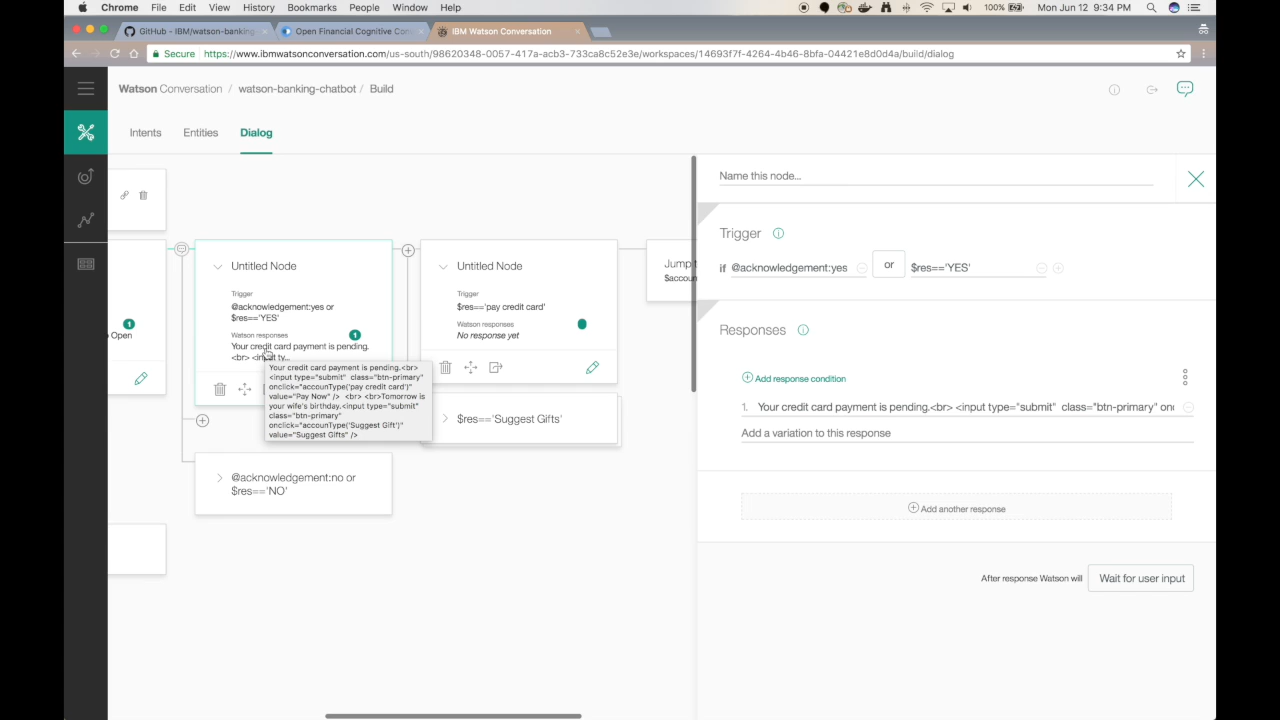 Chrome File Edit View History Bookmarks People Window Help
100% Mon Jun 12 9:34 PM
GitHub - IBM/watson-banking
Open Financial Cognitive Con
IBM Watson Conversation
Secure https://www.ibmwatsonconversation.com/us-south/98620348-0057-417a-acb3-733ca8c52e3e/workspaces/14693f7f-4264-4b46-8bfa-04421e8d0d4a/build/dialog
Watson Conversation / watson-banking-chatbot / Build
Intents Entities Dialog
Name this node...
Trigger
if @acknowledgement:yes or $res=='YES'
Responses
Add response condition
1. Your credit card payment is pending.<br> <input type="submit" class="btn-primary" on
Add a variation to this response
Add another response
After response Watson will Wait for user input
1
Open
Untitled Node
Trigger
@acknowledgement:yes or
$res=='YES'
Watson responses
1
Your credit card payment is pending.
<br> <input ty...
Your credit card payment is pending.<br>
<input type="submit" class="btn-primary"
onclick="accounType('pay credit card')"
value="Pay Now" /> <br> <br>Tomorrow is
your wife's birthday.<input type="submit"
class="btn-primary"
onclick="accounType('Suggest Gift')"
value="Suggest Gifts" />
@acknowledgement:no or
$res=='NO'
Untitled Node
Trigger
$res=='pay credit card'
Watson responses
No response yet
$res=='Suggest Gifts'
Jump t
$accou